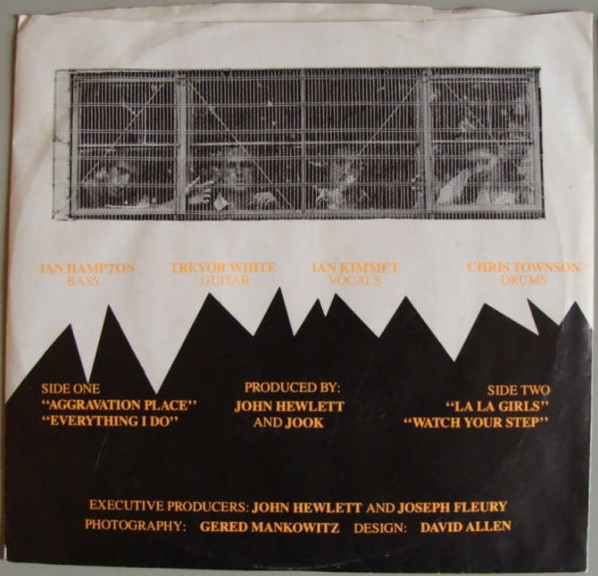 IAN HAMPTON TREVOR WHITE IAN KIMMET CHRIS TOWNSON
BASS GUITAR VOCALS DRUMS
SIDE ONE
"AGGRAVATION PLACE"
"EVERYTHING I DO"
PRODUCED BY:
JOHN HEWLETT
AND JOOK
SIDE TWO
"LA LA GIRLS"
"WATCH YOUR STEP"
EXECUTIVE PRODUCERS: JOHN HEWLETT AND JOSEPH FLEURY
PHOTOGRAPHY: GERED MANKOWITZ DESIGN: DAVID ALLEN